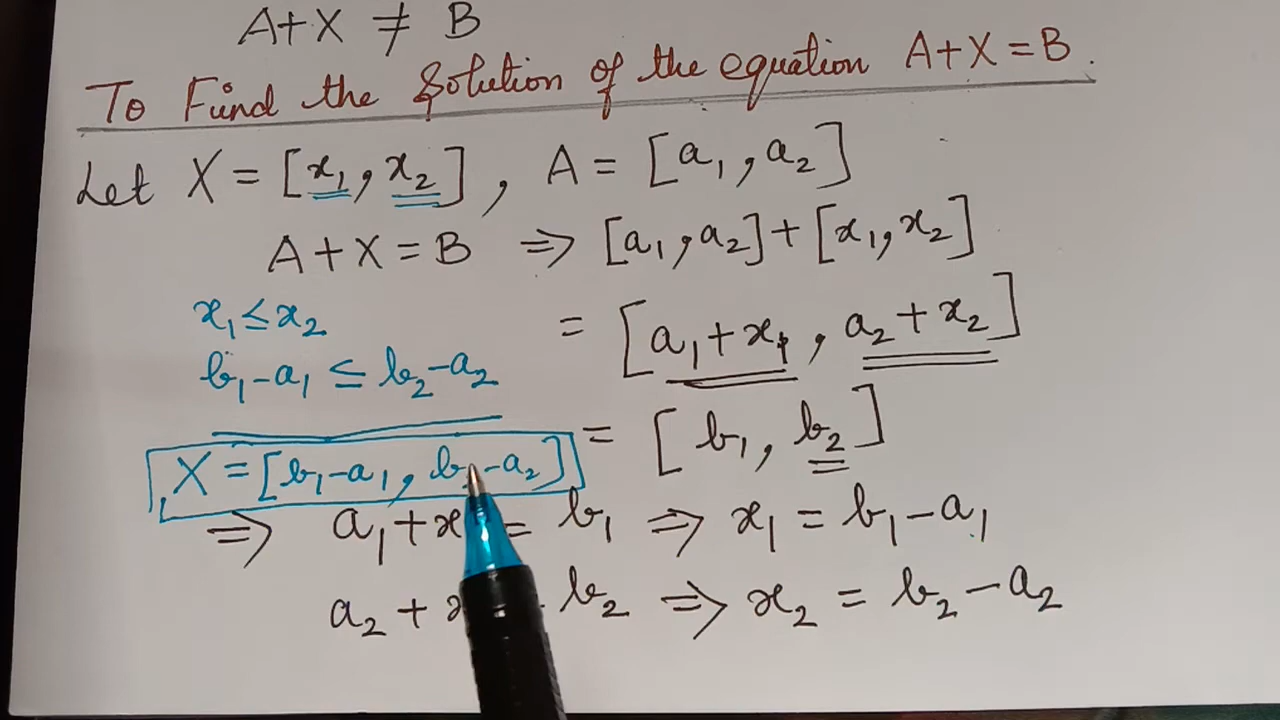 A+X ≠ B
To Find the Solution of the equation A+X=B.
Let X = [x₁, x₂], A = [a₁, a₂]
A+X=B ⇒ [a₁, a₂]+[x₁, x₂]
x₁ ≤ x₂
= [a₁+x₁, a₂+x₂]
b₁-a₁ ≤ b₂-a₂
= [b₁, b₂]
X = [b₁-a₁, b₂-a₂]
⇒ a₁+x = b₁ ⇒ x₁ = b₁-a₁
a₂+x b₂ ⇒ x₂ = b₂-a₂